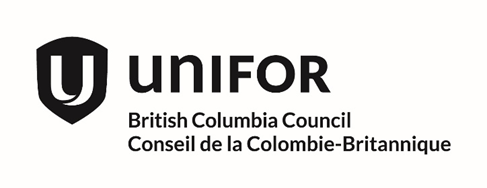 U UNIFOR
British Columbia Council
Conseil de la Colombie-Britannique